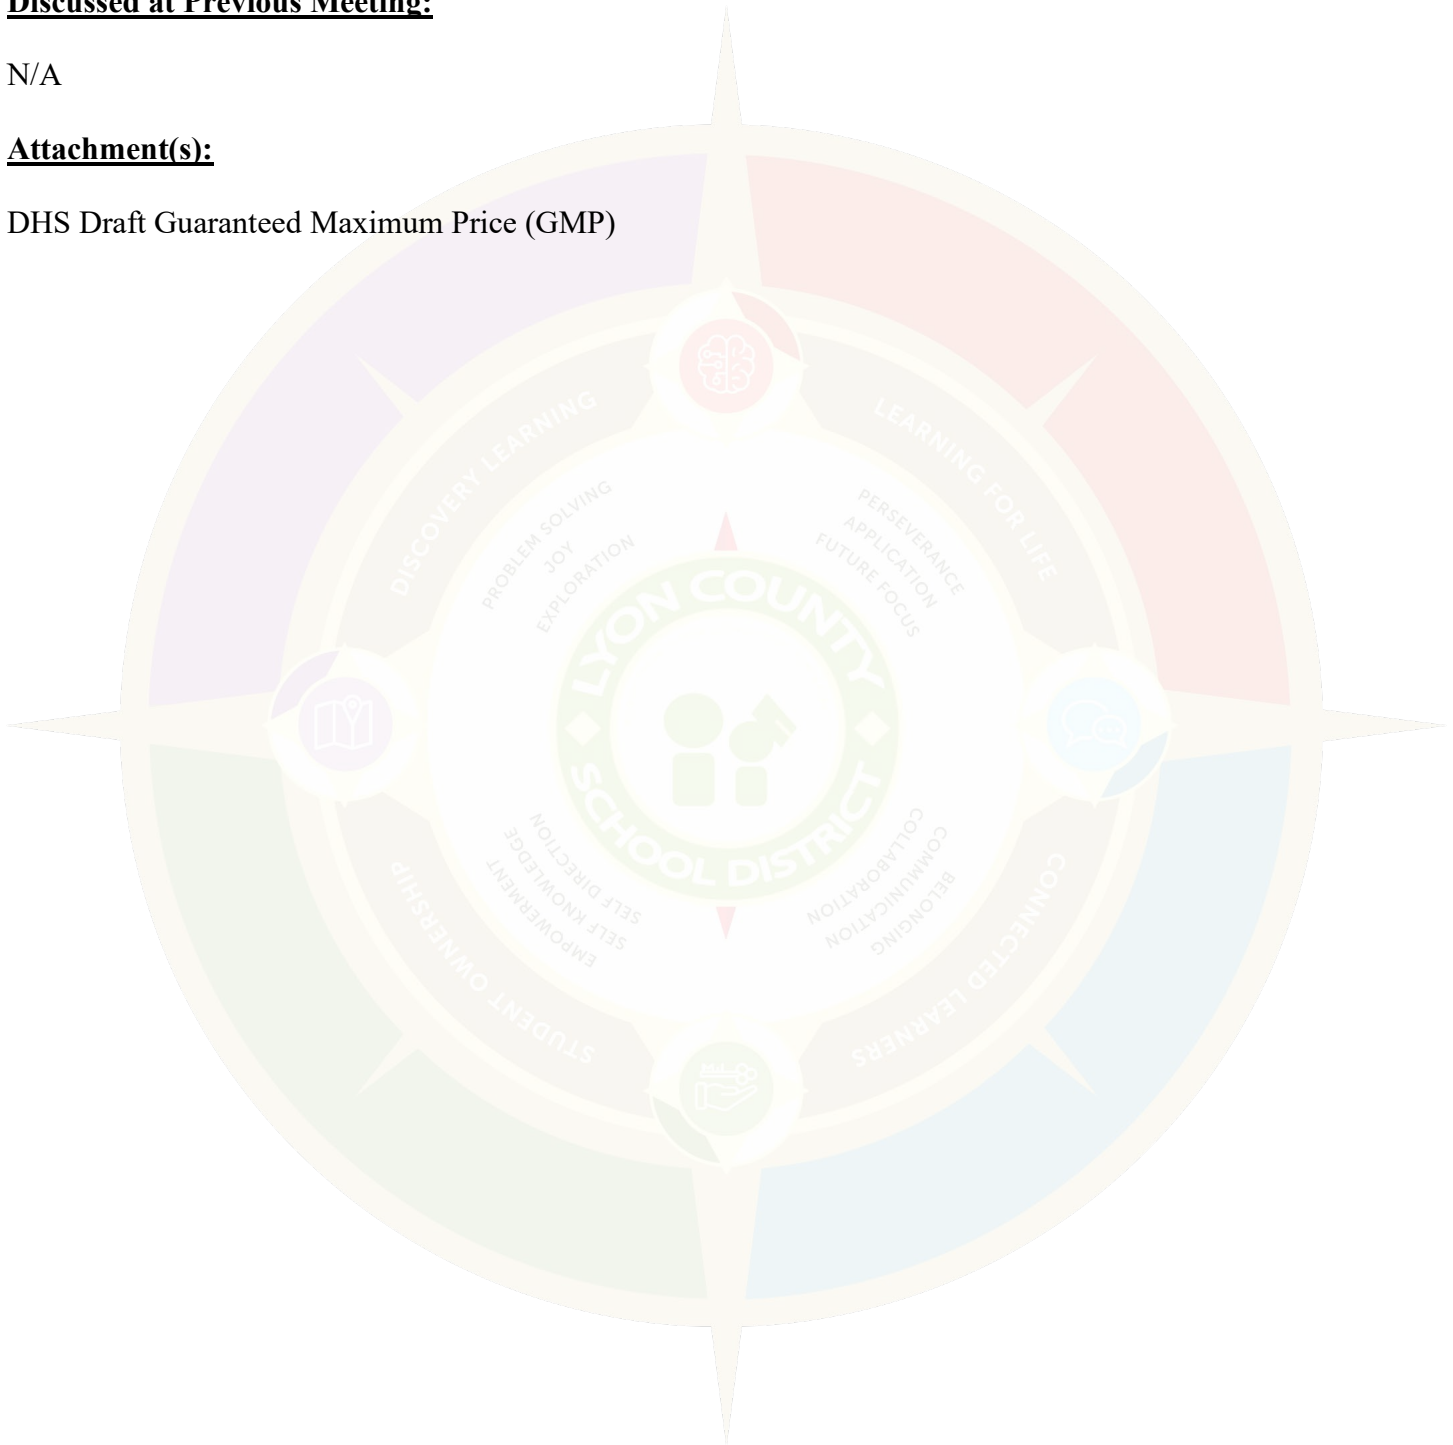 Discussed at Previous Meeting:
N/A
Attachment(s):
DHS Draft Guaranteed Maximum Price (GMP)
DISCOVERY LEARNING
LEARNING FOR LIFE
PROBLEM SOLVING
JOY
EXPLORATION
PERSEVERANCE
APPLICATION
FUTURE FOCUS
LYON COUNTY
SCHOOL DISTRICT
SELF DIRECTION
SELF KNOWLEDGE
EMPOWERMENT
COLLABORATION
COMMUNICATION
BELONGING
STUDENT OWNERSHIP
CONNECTED LEARNERS